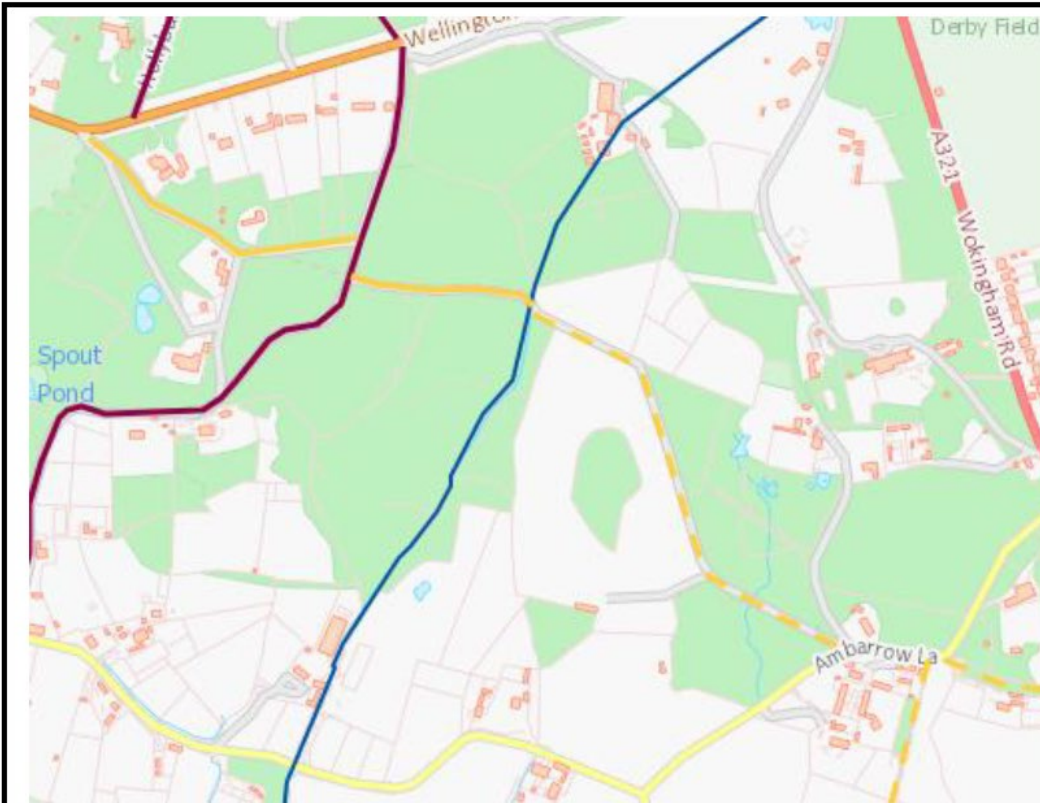 Wellington
Derby Field
A321
Wokingham Rd
Spout
Pond
Ambarrow La